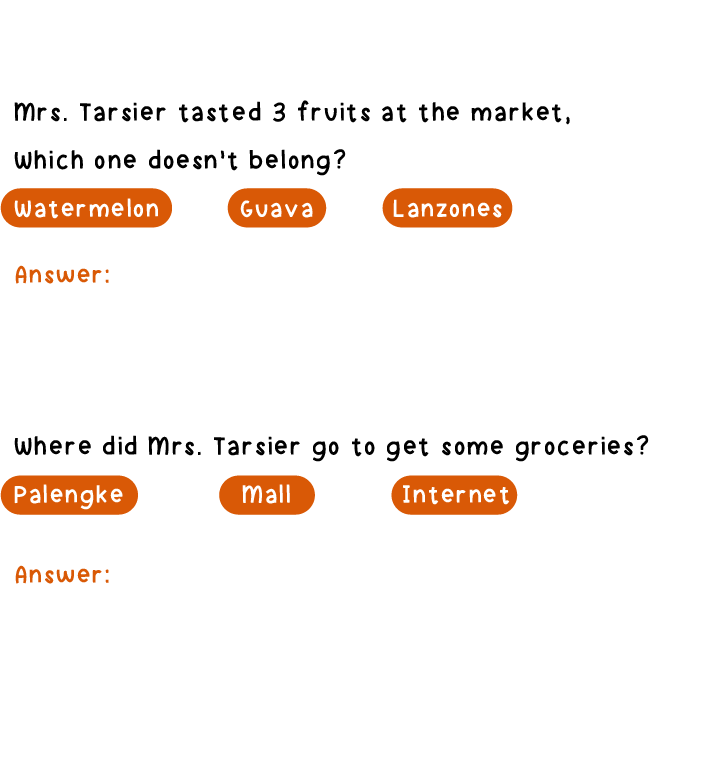 Mrs. Tarsier tasted 3 fruits at the market,
Which one doesn't belong?
Watermelon Guava Lanzones
Answer:
Where did Mrs. Tarsier go to get some groceries?
Palengke Mall Internet
Answer: